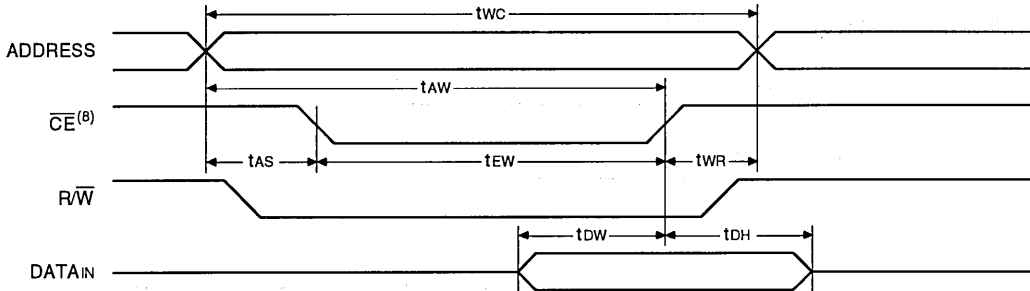 tWC
ADDRESS
tAW
CE(8)
tAS
tEW
tWR
R/W
tDW
tDH
DATAIN